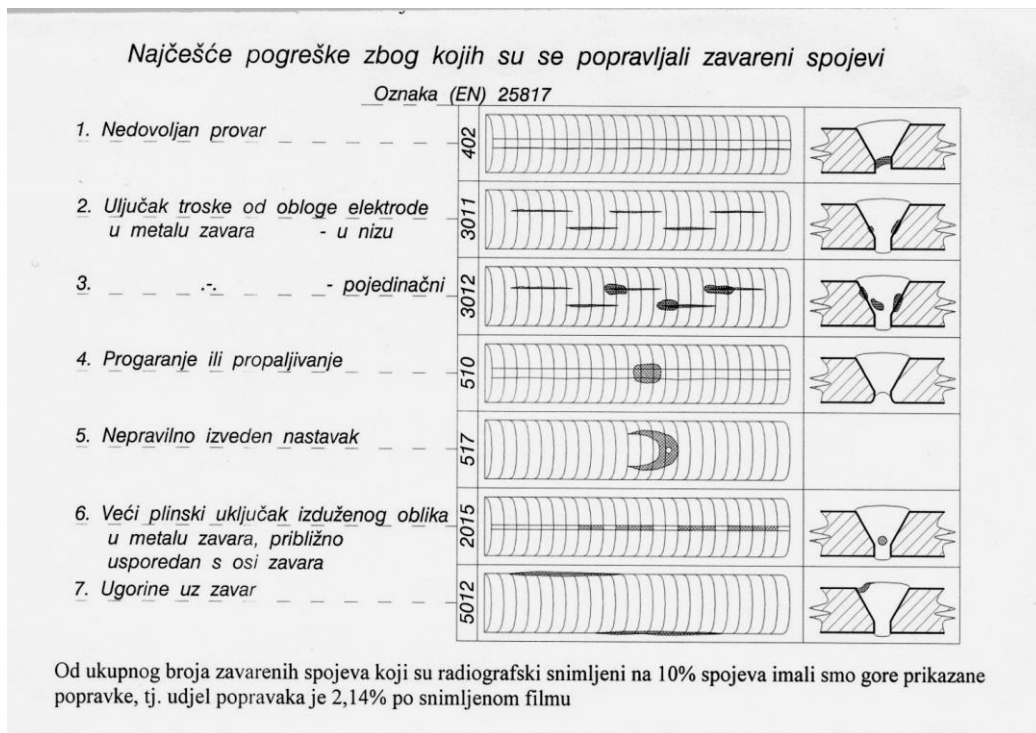 Najčešće pogreške zbog kojih su se popravljali zavareni spojevi
Oznaka (EN) 25817
1. Nedovoljan provar
402
2. Uljučak troske od obloge elektrode
u metalu zavara - u nizu
3011
3. .-. - pojedinačni
3012
4. Progaranje ili propaljivanje
510
5. Nepravilno izveden nastavak
517
6. Veći plinski uključak izduženog oblika
u metalu zavara, približno
usporedan s osi zavara
2015
7. Ugorine uz zavar
5012
Od ukupnog broja zavarenih spojeva koji su radiografski snimljeni na 10% spojeva imali smo gore prikazane
popravke, tj. udjel popravaka je 2,14% po snimljenom filmu